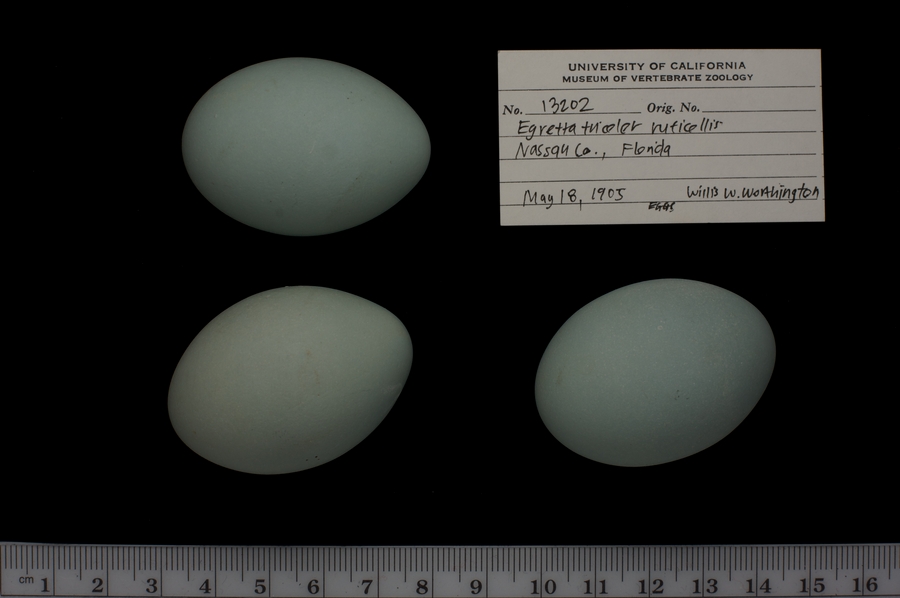 UNIVERSITY OF CALIFORNIA
MUSEUM OF VERTEBRATE ZOOLOGY
No. 13202 Orig. No.
Egretta tricolor ruficollis
Nassau Co., Florida
May 18, 1905 Willis W. Worthington
EGGS
cm 1 2 3 4 5 6 7 8 9 10 11 12 13 14 15 16